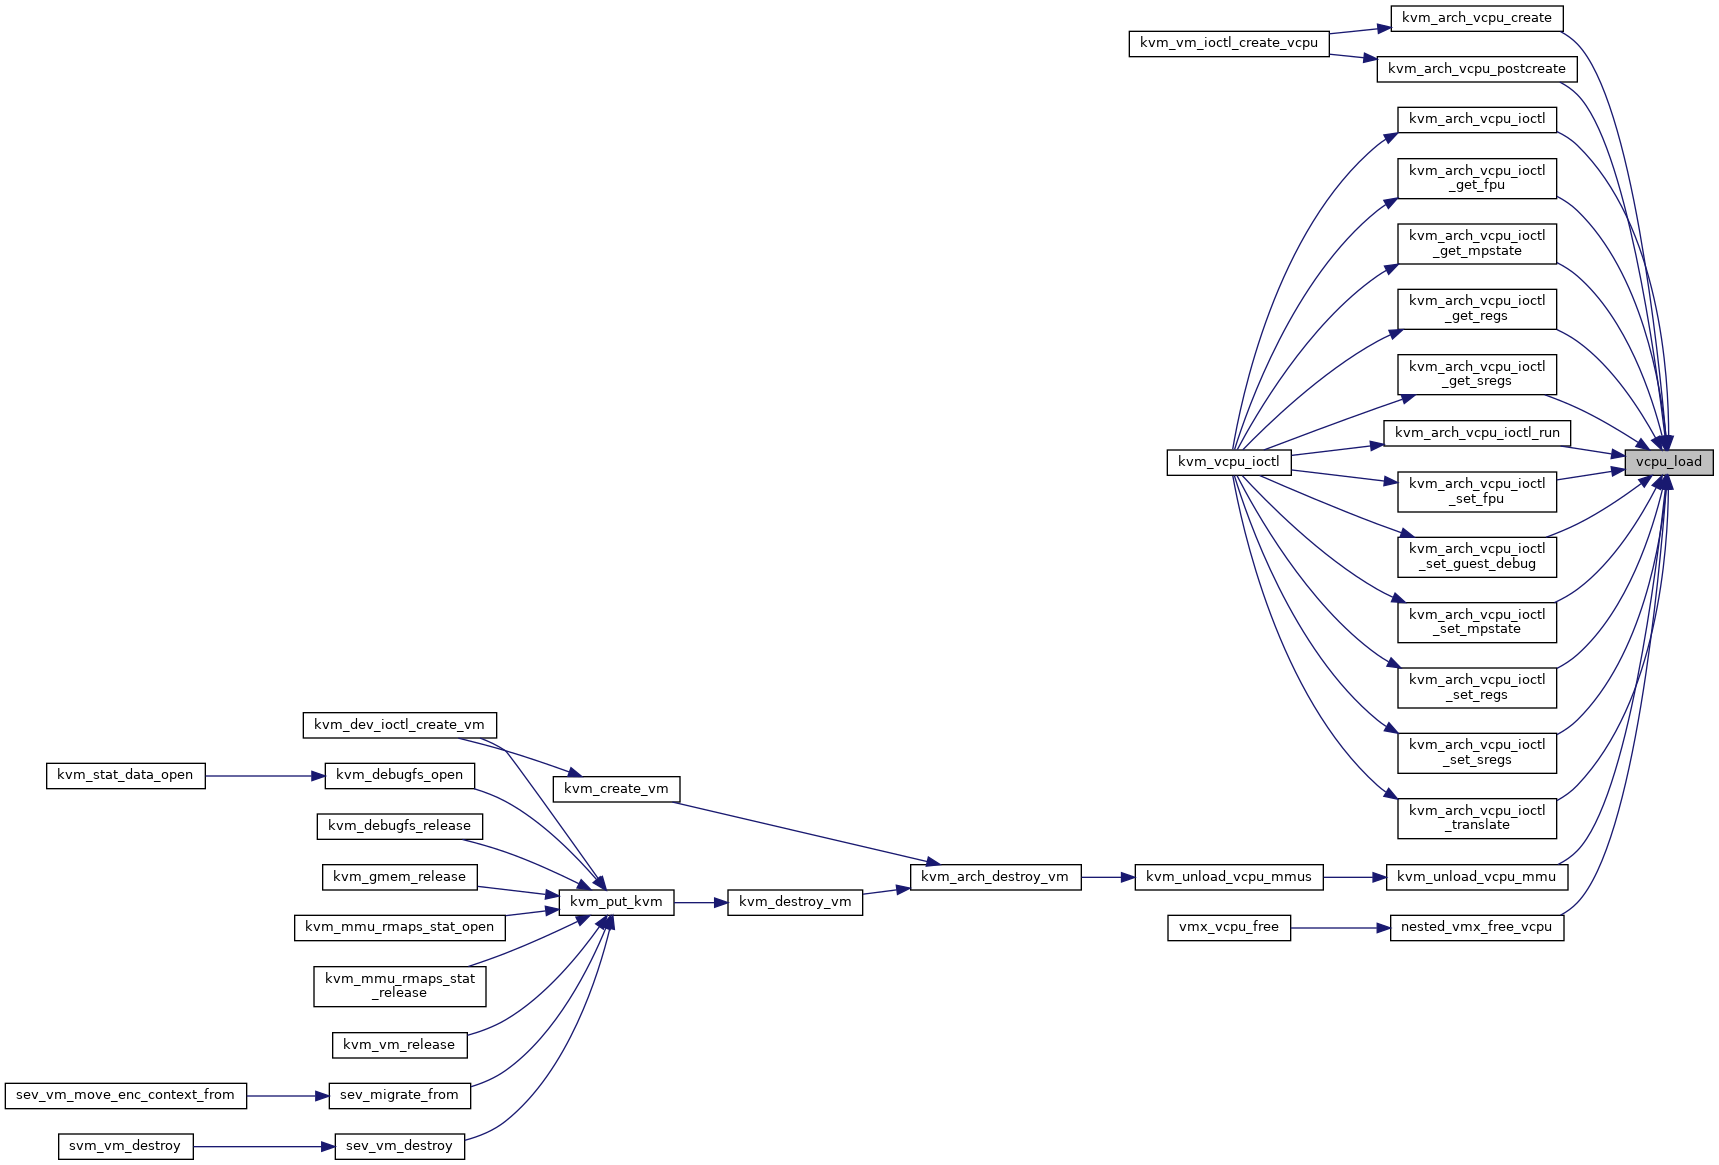 kvm_arch_vcpu_create
kvm_vm_ioctl_create_vcpu
kvm_arch_vcpu_postcreate
kvm_arch_vcpu_ioctl
kvm_arch_vcpu_ioctl
_get_fpu
kvm_arch_vcpu_ioctl
_get_mpstate
kvm_arch_vcpu_ioctl
_get_regs
kvm_arch_vcpu_ioctl
_get_sregs
kvm_arch_vcpu_ioctl_run
kvm_vcpu_ioctl
vcpu_load
kvm_arch_vcpu_ioctl
_set_fpu
kvm_arch_vcpu_ioctl
_set_guest_debug
kvm_arch_vcpu_ioctl
_set_mpstate
kvm_arch_vcpu_ioctl
_set_regs
kvm_arch_vcpu_ioctl
_set_sregs
kvm_arch_vcpu_ioctl
_translate
kvm_dev_ioctl_create_vm
kvm_stat_data_open
kvm_debugfs_open
kvm_create_vm
kvm_debugfs_release
kvm_gmem_release
kvm_arch_destroy_vm
kvm_unload_vcpu_mmus
kvm_unload_vcpu_mmu
kvm_put_kvm
kvm_destroy_vm
kvm_mmu_rmaps_stat_open
vmx_vcpu_free
nested_vmx_free_vcpu
kvm_mmu_rmaps_stat
_release
kvm_vm_release
sev_vm_move_enc_context_from
sev_migrate_from
svm_vm_destroy
sev_vm_destroy